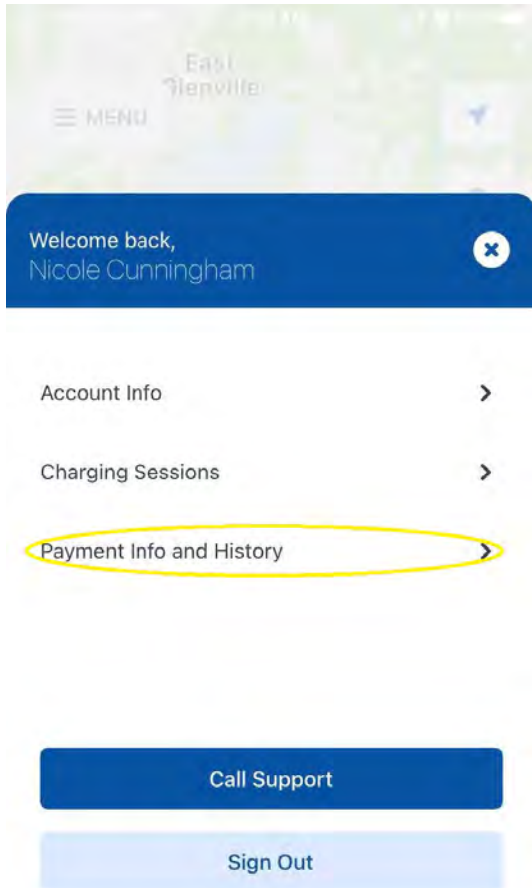 East
Glenville
MENU
Welcome back,
Nicole Cunningham
Account Info
Charging Sessions
Payment Info and History
Call Support
Sign Out